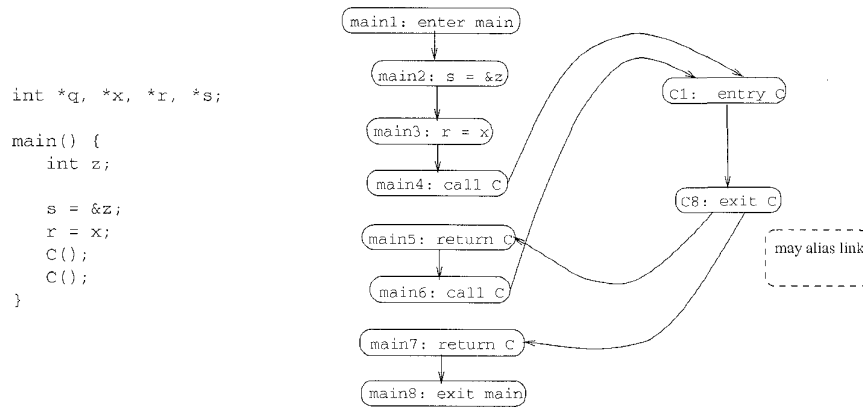 int *q, *x, *r, *s;
main() {
int z;
s = &z;
r = x;
C();
C();
}
main1: enter main
main2: s = &z
main3: r = x
main4: call C
main5: return C
main6: call C
main7: return C
main8: exit main
C1: entry C
C8: exit C
may alias link